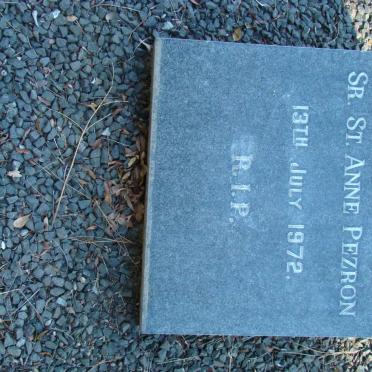 SR. ST. ANNE PEZRON
13TH JULY 1972.
R.I.P.